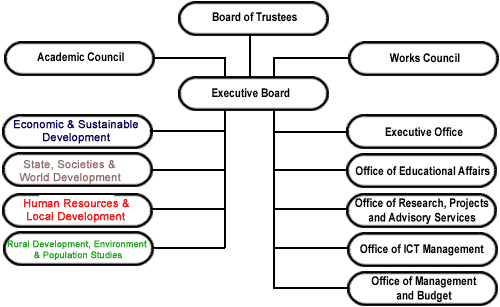 Board of Trustees
Academic Council
Works Council
Executive Board
Economic & Sustainable
Development
Executive Office
State, Societies &
World Development
Office of Educational Affairs
Human Resources &
Local Development
Office of Research, Projects
and Advisory Services
Rural Development, Environment
& Population Studies
Office of ICT Management
Office of Management
and Budget